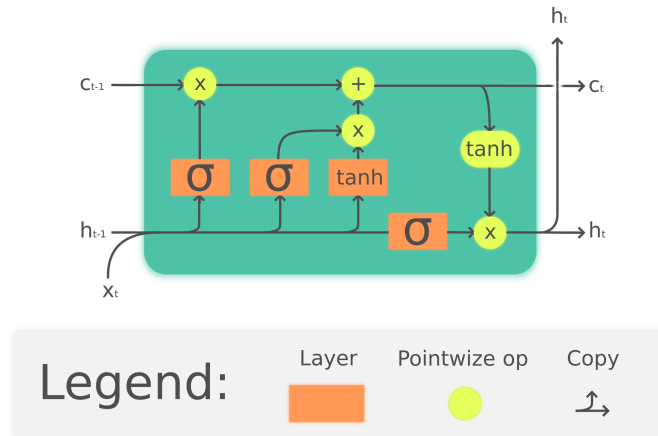 hₜ
cₜ₋₁ x + cₜ
x
tanh
σ σ tanh
hₜ₋₁ σ x hₜ
xₜ
Legend:
Layer Pointwize op Copy